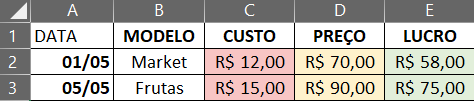 A B C D E
1 DATA MODELO CUSTO PREÇO LUCRO
2 01/05 Market R$ 12,00 R$ 70,00 R$ 58,00
3 05/05 Frutas R$ 15,00 R$ 90,00 R$ 75,00